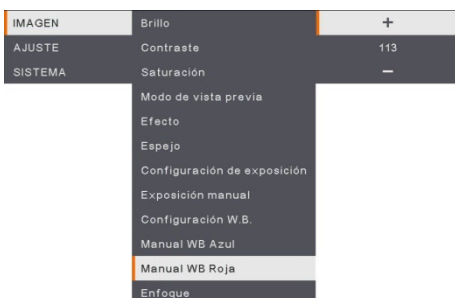 IMAGEN
AJUSTE
SISTEMA
Brillo
Contraste
Saturación
Modo de vista previa
Efecto
Espejo
Configuración de exposición
Exposición manual
Configuración W.B.
Manual WB Azul
Manual WB Roja
Enfoque
+
113
−